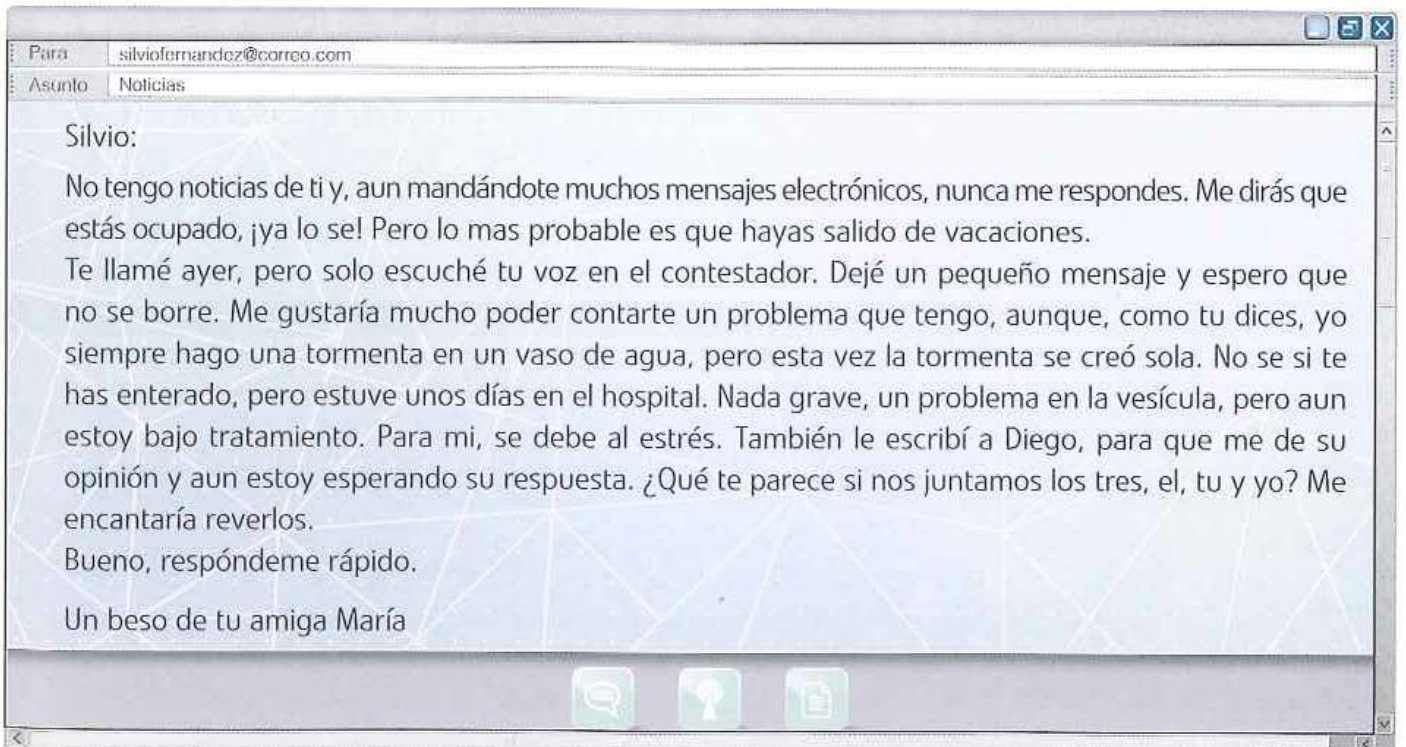 Para silviofernandez@correo.com
Asunto Noticias
Silvio:
No tengo noticias de ti y, aun mandándote muchos mensajes electrónicos, nunca me respondes. Me dirás que
estás ocupado, ¡ya lo se! Pero lo mas probable es que hayas salido de vacaciones.
Te llamé ayer, pero solo escuché tu voz en el contestador. Dejé un pequeño mensaje y espero que
no se borre. Me gustaría mucho poder contarte un problema que tengo, aunque, como tu dices, yo
siempre hago una tormenta en un vaso de agua, pero esta vez la tormenta se creó sola. No se si te
has enterado, pero estuve unos días en el hospital. Nada grave, un problema en la vesícula, pero aun
estoy bajo tratamiento. Para mi, se debe al estrés. También le escribí a Diego, para que me de su
opinión y aun estoy esperando su respuesta. ¿Qué te parece si nos juntamos los tres, el, tu y yo? Me
encantaría reverlos.
Bueno, respóndeme rápido.
Un beso de tu amiga María